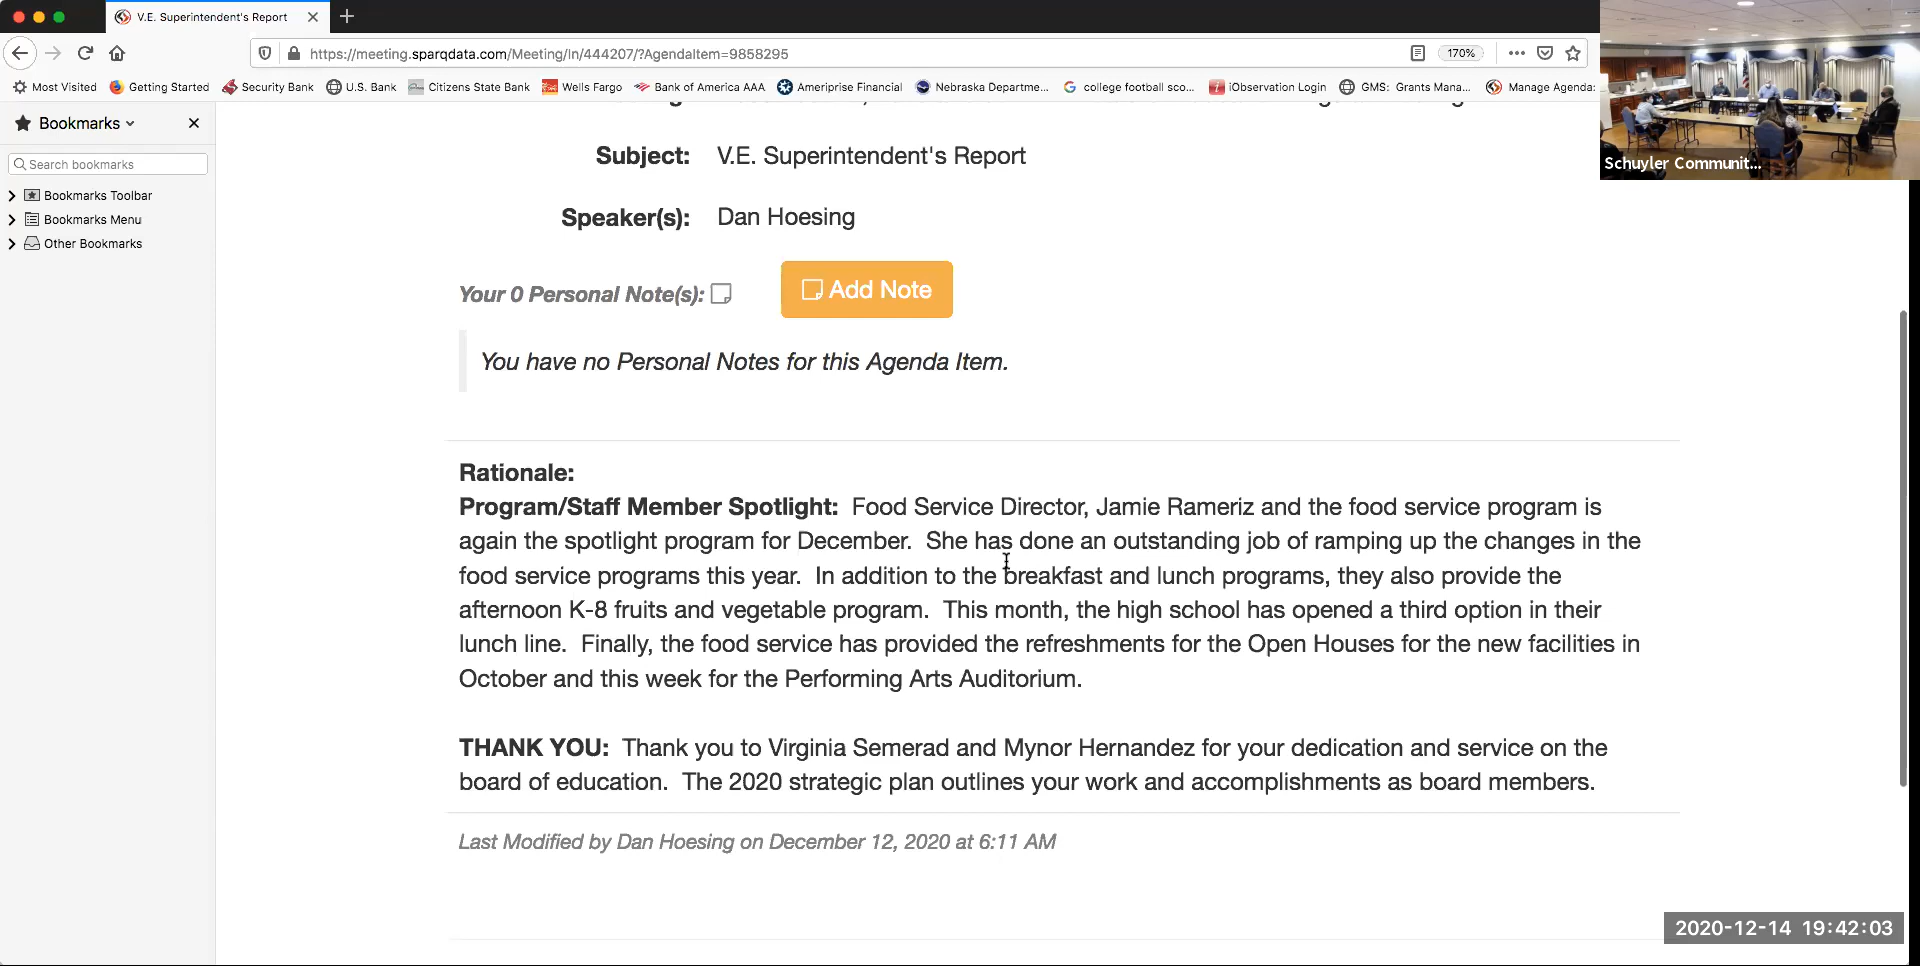 V.E. Superintendent's Report
https://meeting.sparqdata.com/Meeting/In/444207/?AgendaItem=9858295
170%
Most Visited Getting Started Security Bank U.S. Bank Citizens State Bank Wells Fargo Bank of America AAA Ameriprise Financial Nebraska Departme... college football sco... iObservation Login GMS: Grants Mana... Manage Agenda:
Schuyler Communit...
Bookmarks
Search bookmarks
Bookmarks Toolbar
Bookmarks Menu
Other Bookmarks
Subject: V.E. Superintendent's Report
Speaker(s): Dan Hoesing
Your 0 Personal Note(s): Add Note
You have no Personal Notes for this Agenda Item.
Rationale:
Program/Staff Member Spotlight: Food Service Director, Jamie Rameriz and the food service program is
again the spotlight program for December. She has done an outstanding job of ramping up the changes in the
food service programs this year. In addition to the breakfast and lunch programs, they also provide the
afternoon K-8 fruits and vegetable program. This month, the high school has opened a third option in their
lunch line. Finally, the food service has provided the refreshments for the Open Houses for the new facilities in
October and this week for the Performing Arts Auditorium.
THANK YOU: Thank you to Virginia Semerad and Mynor Hernandez for your dedication and service on the
board of education. The 2020 strategic plan outlines your work and accomplishments as board members.
Last Modified by Dan Hoesing on December 12, 2020 at 6:11 AM
2020-12-14 19:42:03